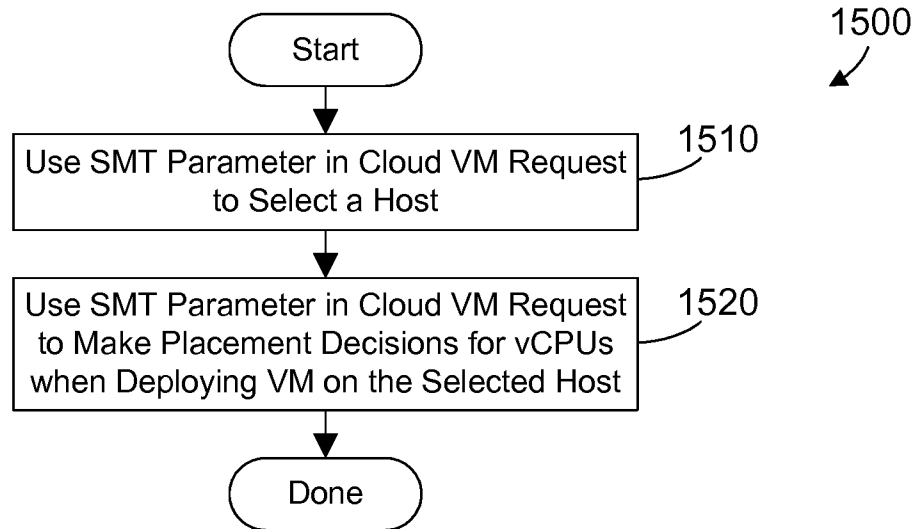 1500
Start
1510
Use SMT Parameter in Cloud VM Request
to Select a Host
1520
Use SMT Parameter in Cloud VM Request
to Make Placement Decisions for vCPUs
when Deploying VM on the Selected Host
Done